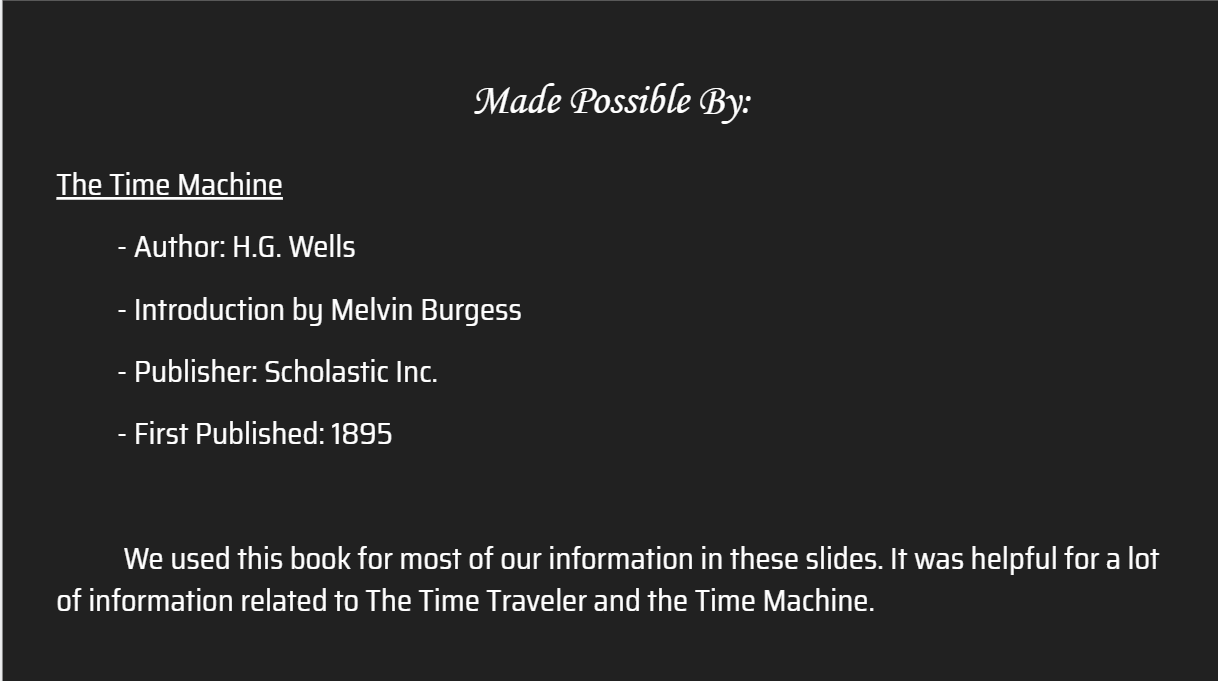 Made Possible By:
The Time Machine
- Author: H.G. Wells
- Introduction by Melvin Burgess
- Publisher: Scholastic Inc.
- First Published: 1895
We used this book for most of our information in these slides. It was helpful for a lot
of information related to The Time Traveler and the Time Machine.